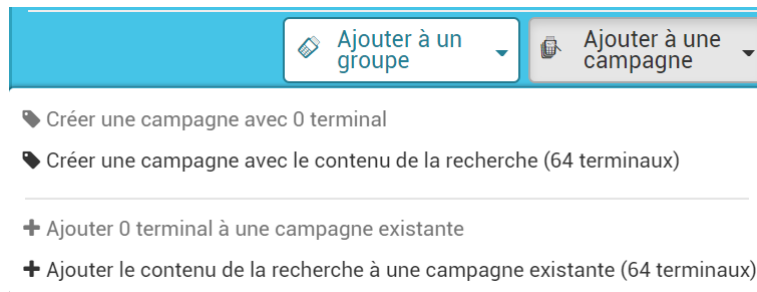 Ajouter à un
groupe
Ajouter à une
campagne
Créer une campagne avec 0 terminal
Créer une campagne avec le contenu de la recherche (64 terminaux)
Ajouter 0 terminal à une campagne existante
Ajouter le contenu de la recherche à une campagne existante (64 terminaux)